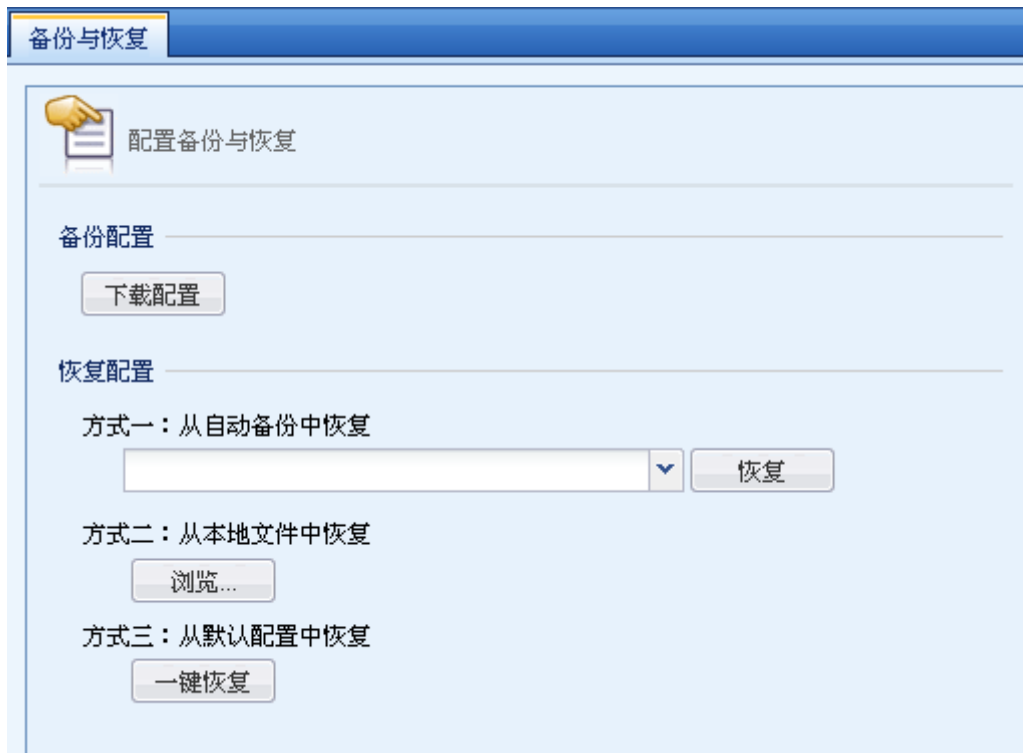 备份与恢复
配置备份与恢复
备份配置
下载配置
恢复配置
方式一：从自动备份中恢复
恢复
方式二：从本地文件中恢复
浏览...
方式三：从默认配置中恢复
一键恢复